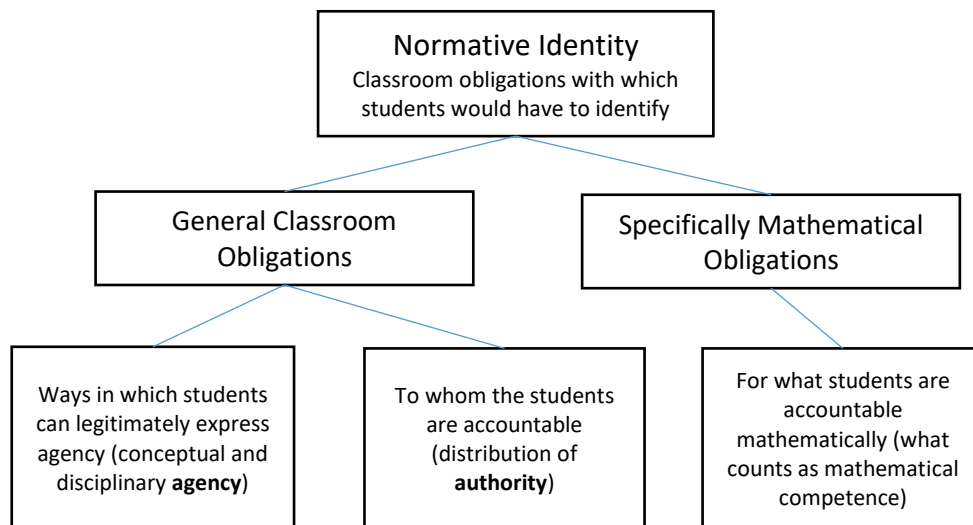 Normative Identity
Classroom obligations with which
students would have to identify
General Classroom
Obligations
Specifically Mathematical
Obligations
Ways in which students
can legitimately express
agency (conceptual and
disciplinary agency)
To whom the students
are accountable
(distribution of
authority)
For what students are
accountable
mathematically (what
counts as mathematical
competence)